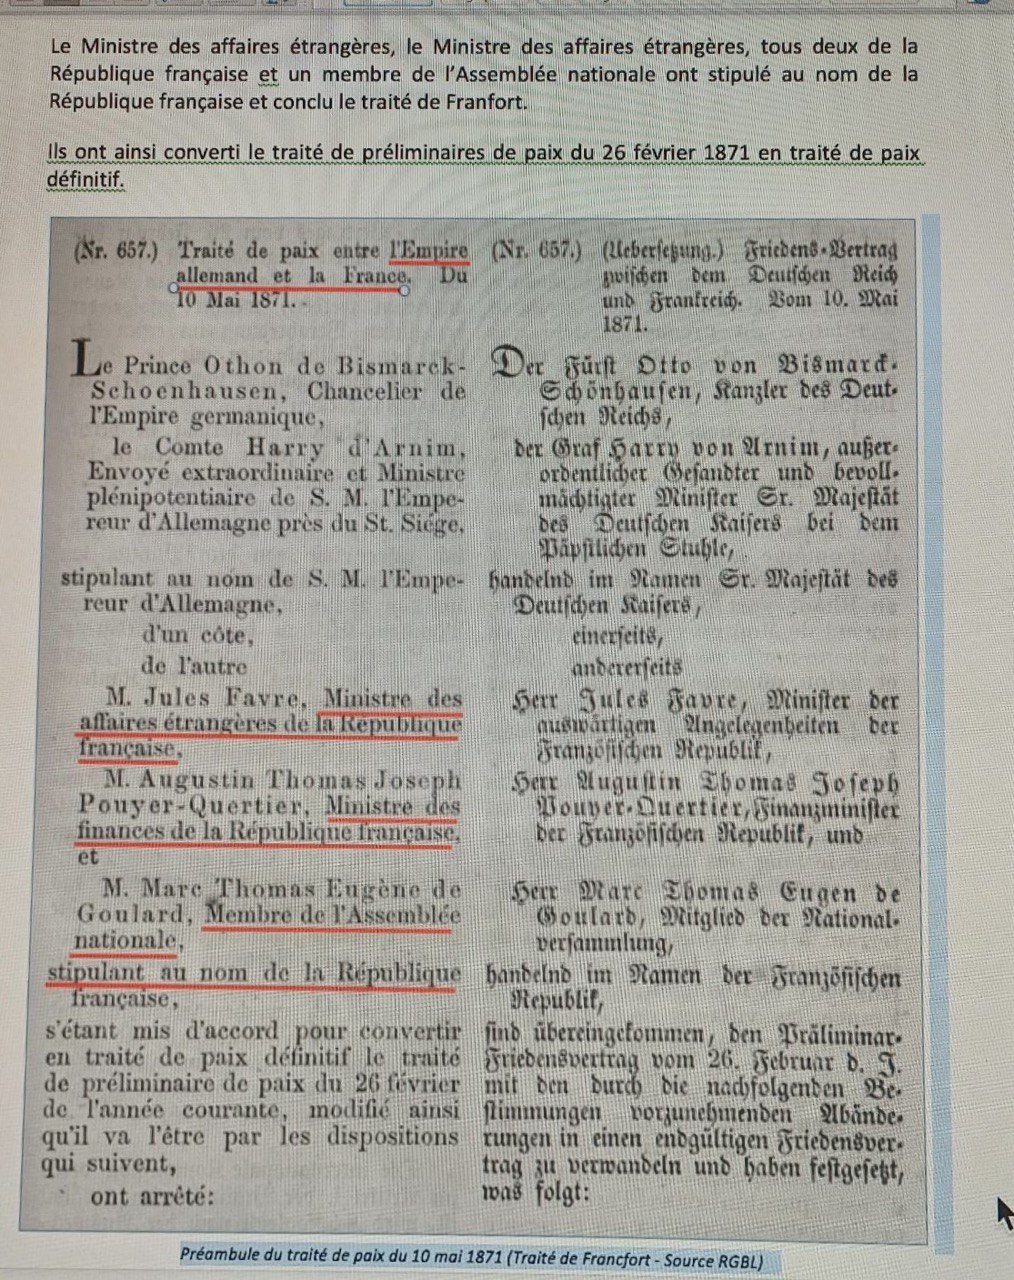 Le Ministre des affaires étrangères, le Ministre des affaires étrangères, tous deux de la
République française et un membre de l'Assemblée nationale ont stipulé au nom de la
République française et conclu le traité de Franfort.
Ils ont ainsi converti le traité de préliminaires de paix du 26 février 1871 en traité de paix
définitif.
(Nr. 657.) Traité de paix entre l'Empire
allemand et la France. Du
10 Mai 1871.
Le Prince Othon de Bismarck-
Schoenhausen, Chancelier de
l'Empire germanique,
le Comte Harry d'Arnim,
Envoyé extraordinaire et Ministre
plénipotentiaire de S. M. l'Empe-
reur d'Allemagne près du St. Siége,
stipulant au nom de S. M. l'Empe-
reur d'Allemagne,
d'un côte,
de l'autre
M. Jules Favre, Ministre des
affaires étrangères de la République
française,
M. Augustin Thomas Joseph
Pouyer-Quertier, Ministre des
finances de la République française,
et
M. Marc Thomas Eugène de
Goulard, Membre de l'Assemblée
nationale,
stipulant au nom de la République
française,
s'étant mis d'accord pour convertir
en traité de paix définitif le traité
de préliminaire de paix du 26 février
de l'année courante, modifié ainsi
qu'il va l'être par les dispositions
qui suivent,
ont arrêté:
(Nr. 657.) (Uebersetzung.) Friedens-Vertrag
zwischen dem Deutschen Reich
und Frankreich. Vom 10. Mai
1871.
Der Fürst Otto von Bismarck-
Schönhausen, Kanzler des Deut-
schen Reichs,
der Graf Harry von Arnim, außer-
ordentlicher Gesandter und bevoll-
mächtigter Minister Sr. Majestät
des Deutschen Kaisers bei dem
Päpstlichen Stuhle,
handelnd im Namen Sr. Majestät des
Deutschen Kaisers,
einerseits,
andererseits
Herr Jules Favre, Minister der
auswärtigen Angelegenheiten der
Französischen Republik,
Herr Augustin Thomas Joseph
Pouyer-Quertier, Finanzminister
der Französischen Republik, und
Herr Marc Thomas Eugen de
Goulard, Mitglied der National-
versammlung,
handelnd im Namen der Französischen
Republik,
sind übereingekommen, den Präliminar-
Friedensvertrag vom 26. Februar d. J.
mit den durch die nachfolgenden Be-
stimmungen vorzunehmenden Abände-
rungen in einen endgültigen Friedensver-
trag zu verwandeln und haben festgesetzt,
was folgt:
Préambule du traité de paix du 10 mai 1871 (Traité de Francfort - Source RGBL)